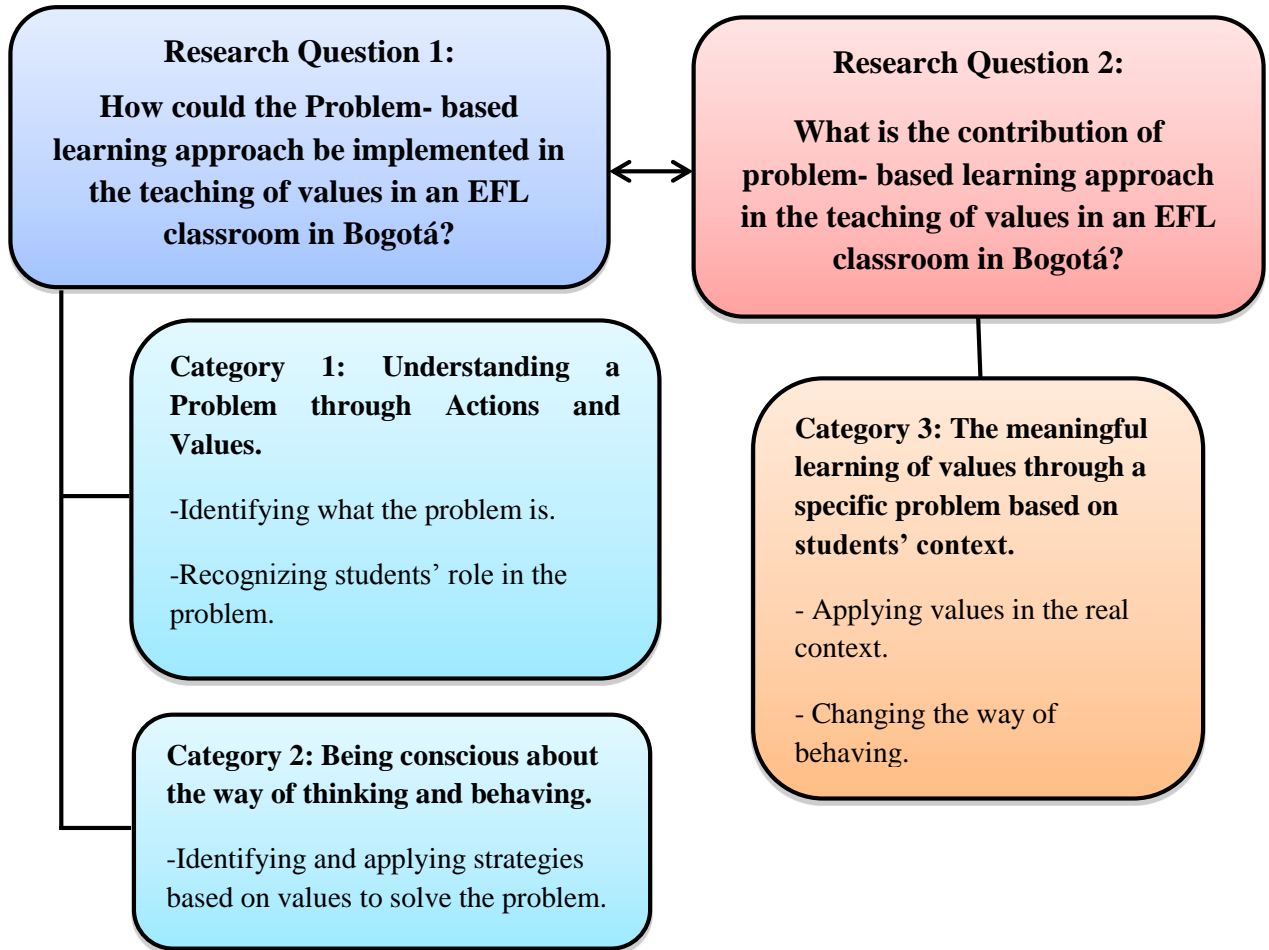 Research Question 1:
How could the Problem- based
learning approach be implemented in
the teaching of values in an EFL
classroom in Bogotá?
Research Question 2:
What is the contribution of
problem- based learning approach
in the teaching of values in an EFL
classroom in Bogotá?
Category 1: Understanding a
Problem through Actions and
Values.
-Identifying what the problem is.
-Recognizing students’ role in the
problem.
Category 2: Being conscious about
the way of thinking and behaving.
-Identifying and applying strategies
based on values to solve the problem.
Category 3: The meaningful
learning of values through a
specific problem based on
students’ context.
- Applying values in the real
context.
- Changing the way of
behaving.